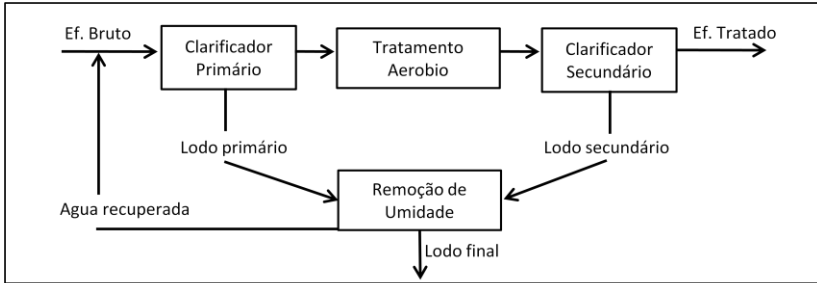 Ef. Bruto
Clarificador
Primário
Tratamento
Aerobio
Clarificador
Secundário
Ef. Tratado
Lodo primário
Lodo secundário
Remoção de
Umidade
Agua recuperada
Lodo final